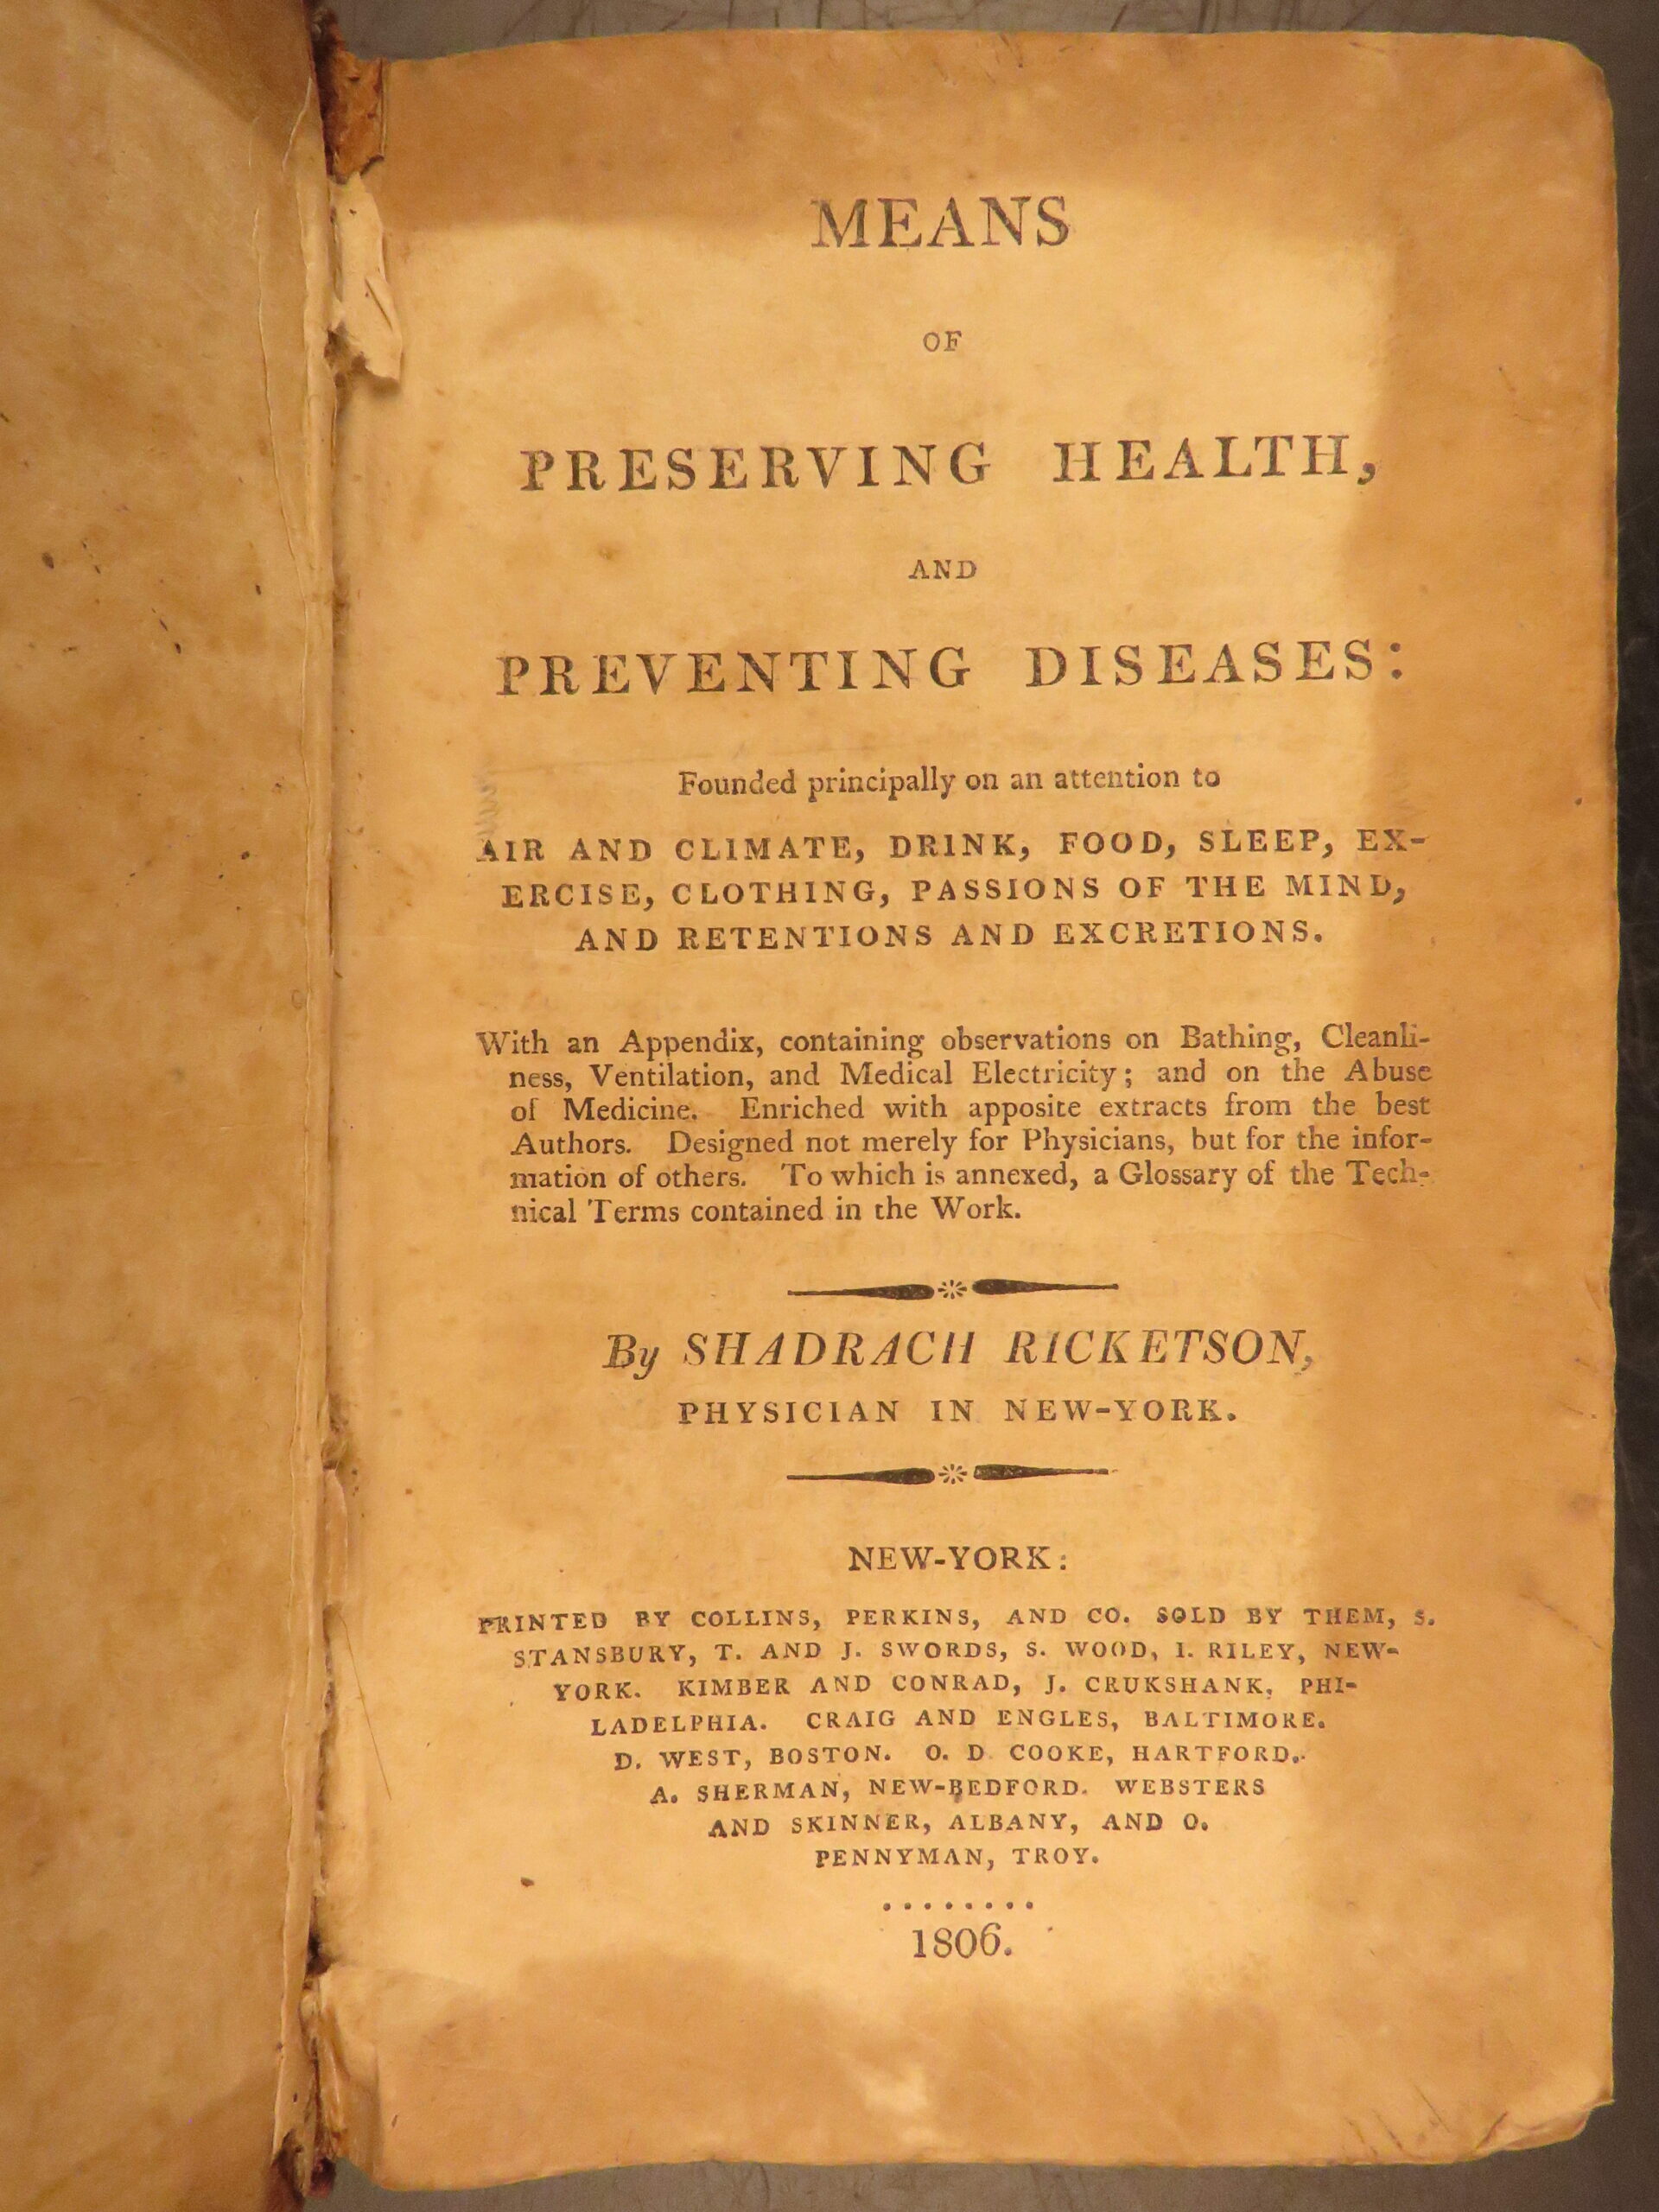 MEANS
OF
PRESERVING HEALTH,
AND
PREVENTING DISEASES:
Founded principally on an attention to
AIR AND CLIMATE, DRINK, FOOD, SLEEP, EX-
ERCISE, CLOTHING, PASSIONS OF THE MIND,
AND RETENTIONS AND EXCRETIONS.
With an Appendix, containing observations on Bathing, Cleanli-
ness, Ventilation, and Medical Electricity; and on the Abuse
of Medicine. Enriched with apposite extracts from the best
Authors. Designed not merely for Physicians, but for the infor-
mation of others. To which is annexed, a Glossary of the Tech-
nical Terms contained in the Work.
By SHADRACH RICKETSON,
PHYSICIAN IN NEW-YORK.
NEW-YORK:
PRINTED BY COLLINS, PERKINS, AND CO. SOLD BY THEM, S.
STANSBURY, T. AND J. SWORDS, S. WOOD, I. RILEY, NEW-
YORK. KIMBER AND CONRAD, J. CRUKSHANK, PHI-
LADELPHIA. CRAIG AND ENGLES, BALTIMORE.
D. WEST, BOSTON. O. D. COOKE, HARTFORD.
A. SHERMAN, NEW-BEDFORD. WEBSTERS
AND SKINNER, ALBANY, AND O.
PENNYMAN, TROY.
........
1806.